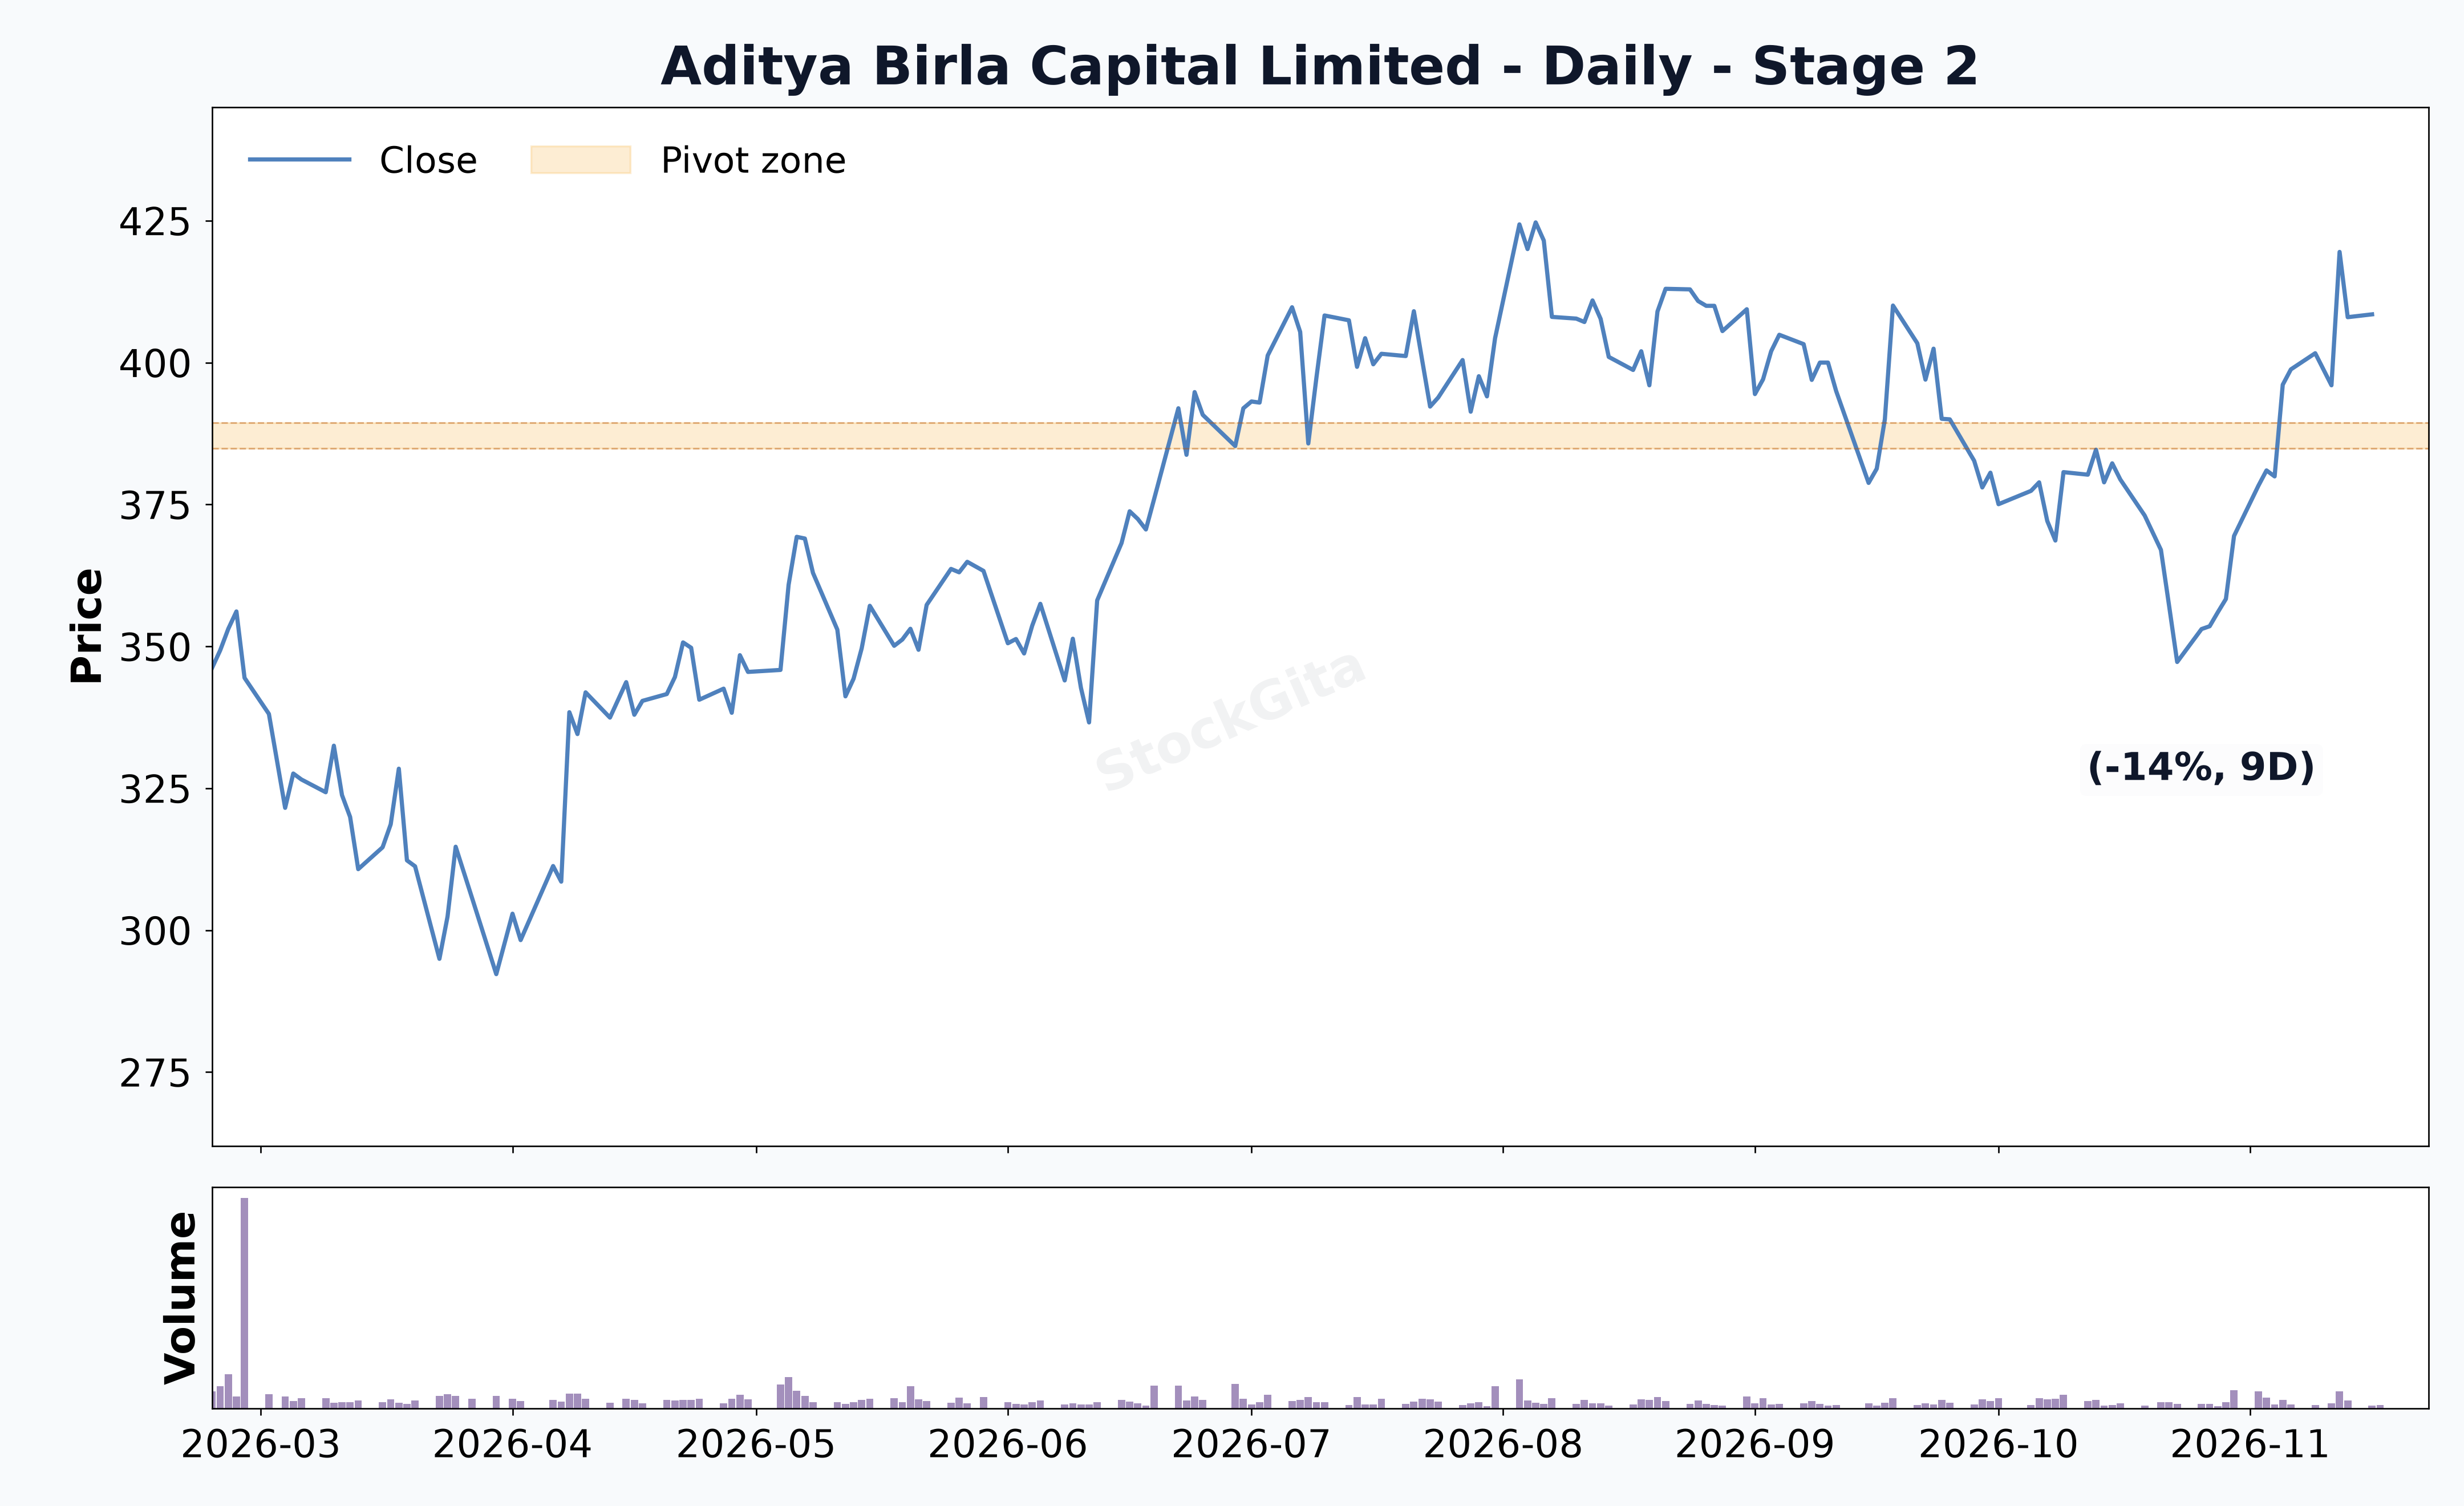 Aditya Birla Capital Limited - Daily - Stage 2
Close
Pivot zone
425
400
375
350
325
300
275
Price
StockGita
(-14%, 9D)
Volume
2026-03
2026-04
2026-05
2026-06
2026-07
2026-08
2026-09
2026-10
2026-11